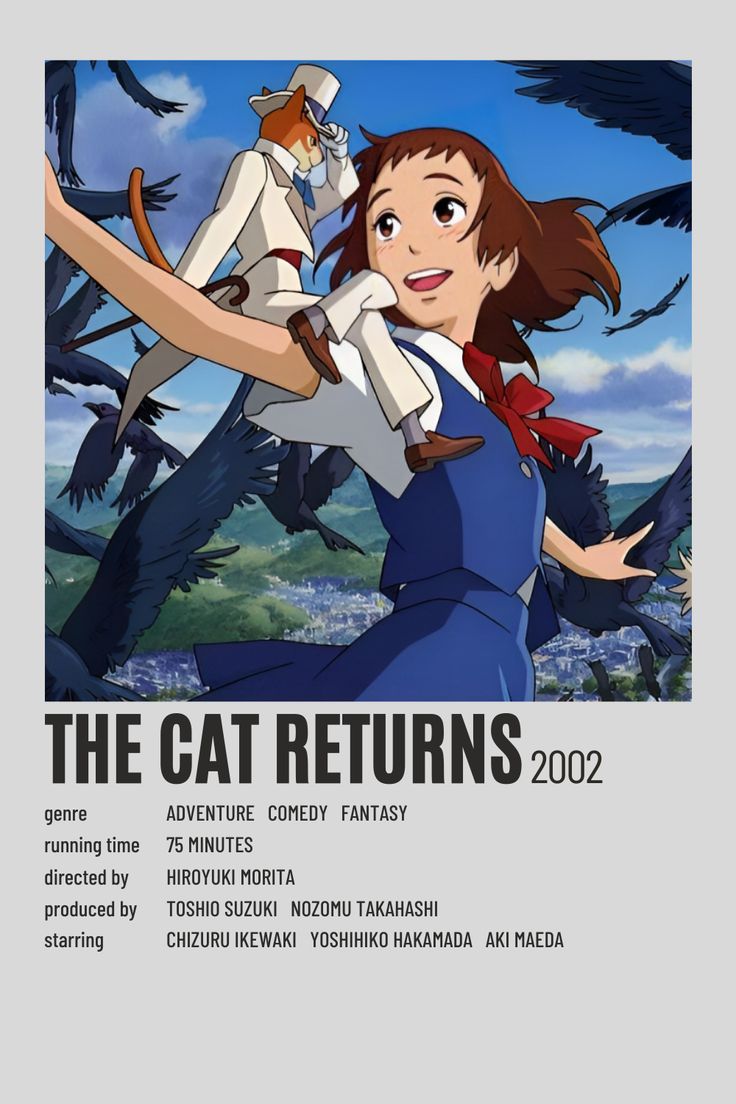 THE CAT RETURNS 2002
genre ADVENTURE COMEDY FANTASY
running time 75 MINUTES
directed by HIROYUKI MORITA
produced by TOSHIO SUZUKI NOZOMU TAKAHASHI
starring CHIZURU IKEWAKI YOSHIHIKO HAKAMADA AKI MAEDA